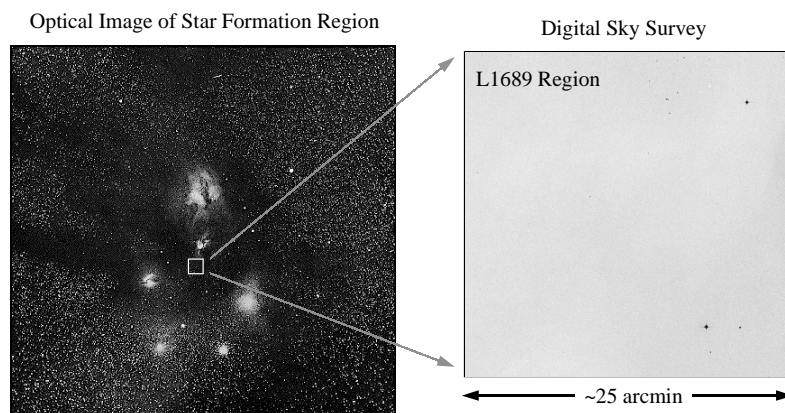 Optical Image of Star Formation Region
Digital Sky Survey
L1689 Region
~25 arcmin